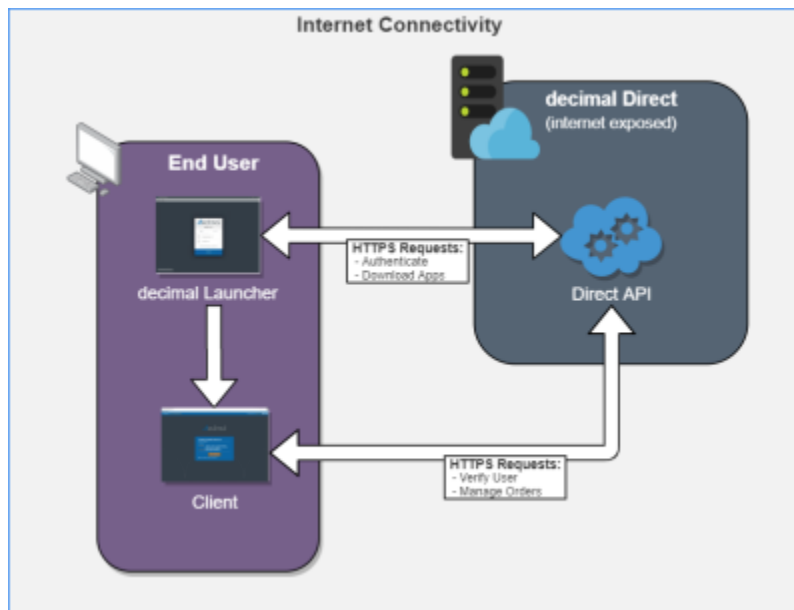 Internet Connectivity
decimal Direct
(internet exposed)
End User
HTTPS Requests:
- Authenticate
- Download Apps
decimal Launcher
Direct API
HTTPS Requests:
- Verify User
- Manage Orders
Client